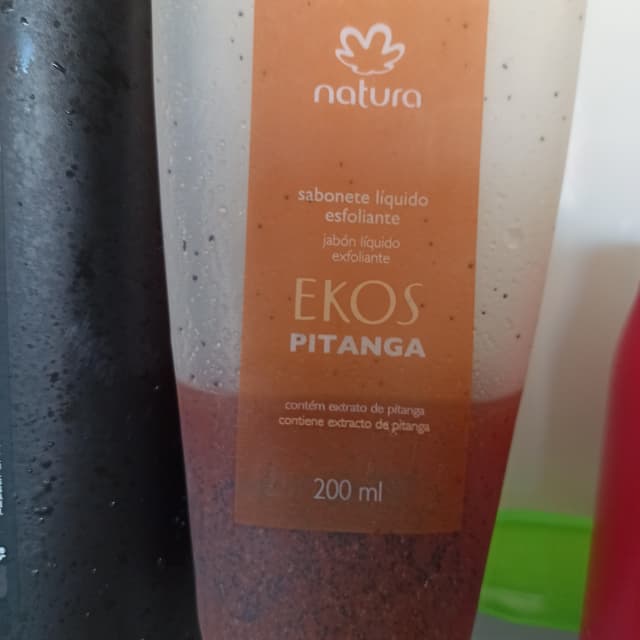 natura
sabonete líquido
esfoliante
jabón líquido
exfoliante
EKOS
PITANGA
contém extrato de pitanga
contiene extracto de pitanga
200 ml